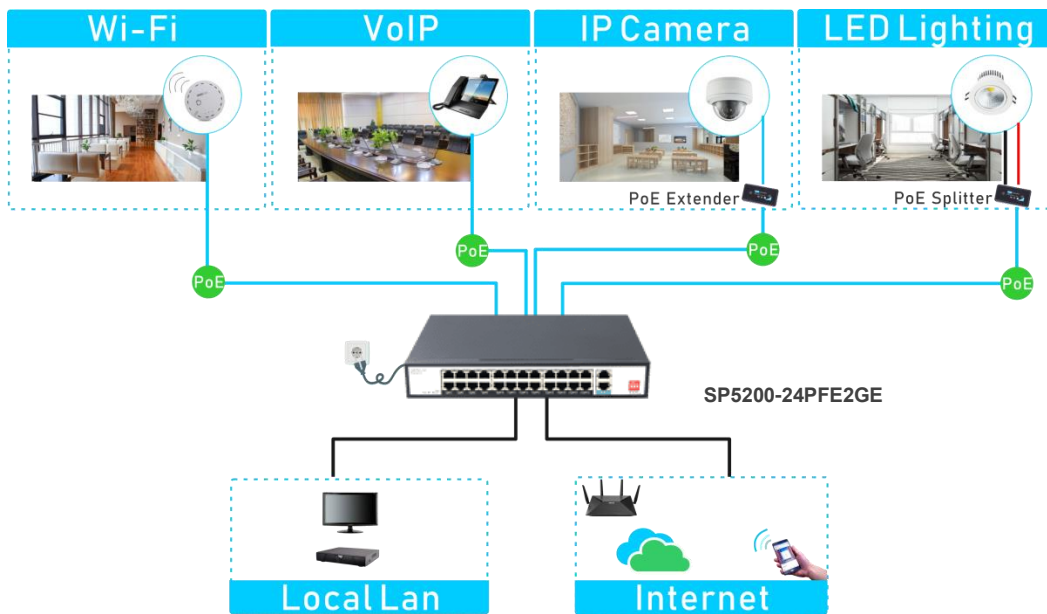 Wi-Fi
VoIP
IP Camera
LED Lighting
PoE Extender
PoE Splitter
PoE
PoE
PoE
PoE
SP5200-24PFE2GE
Local Lan
Internet